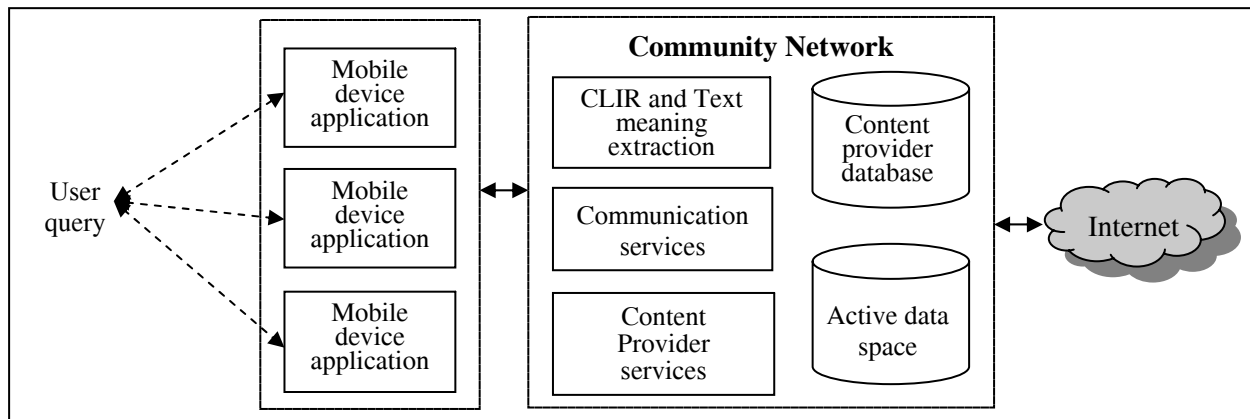 User
query
Mobile
device
application
Mobile
device
application
Mobile
device
application
Community Network
CLIR and Text
meaning
extraction
Communication
services
Content
Provider
services
Content
provider
database
Active data
space
Internet